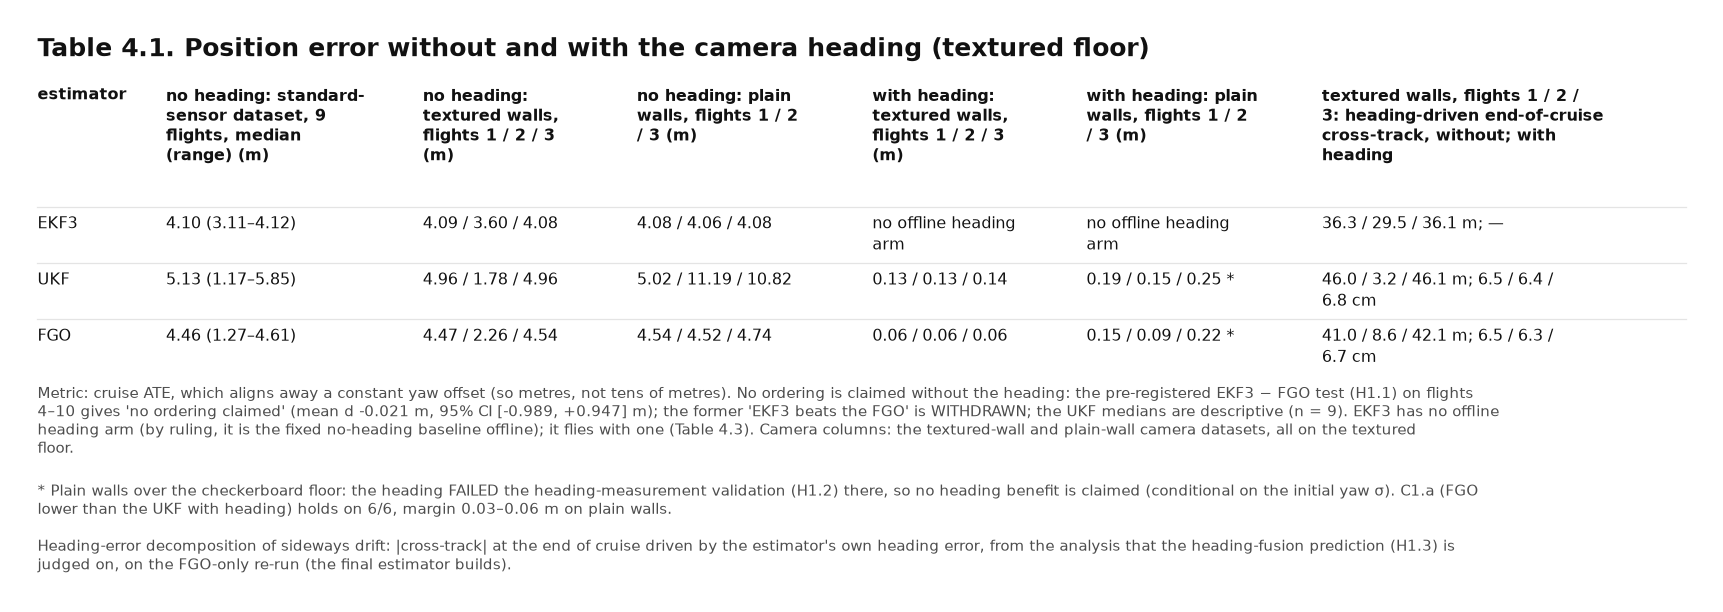 Table 4.1. Position error without and with the camera heading (textured floor)
estimator
no heading: standard-
sensor dataset, 9
flights, median
(range) (m)
no heading:
textured walls,
flights 1 / 2 / 3
(m)
no heading: plain
walls, flights 1 / 2
/ 3 (m)
with heading:
textured walls,
flights 1 / 2 / 3
(m)
with heading: plain
walls, flights 1 / 2
/ 3 (m)
textured walls, flights 1 / 2 /
3: heading-driven end-of-cruise
cross-track, without; with
heading
EKF3
4.10 (3.11–4.12)
4.09 / 3.60 / 4.08
4.08 / 4.06 / 4.08
no offline heading
arm
no offline heading
arm
36.3 / 29.5 / 36.1 m; —
UKF
5.13 (1.17–5.85)
4.96 / 1.78 / 4.96
5.02 / 11.19 / 10.82
0.13 / 0.13 / 0.14
0.19 / 0.15 / 0.25 *
46.0 / 3.2 / 46.1 m; 6.5 / 6.4 /
6.8 cm
FGO
4.46 (1.27–4.61)
4.47 / 2.26 / 4.54
4.54 / 4.52 / 4.74
0.06 / 0.06 / 0.06
0.15 / 0.09 / 0.22 *
41.0 / 8.6 / 42.1 m; 6.5 / 6.3 /
6.7 cm
Metric: cruise ATE, which aligns away a constant yaw offset (so metres, not tens of metres). No ordering is claimed without the heading: the pre-registered EKF3 − FGO test (H1.1) on flights
4–10 gives 'no ordering claimed' (mean d -0.021 m, 95% CI [-0.989, +0.947] m); the former 'EKF3 beats the FGO' is WITHDRAWN; the UKF medians are descriptive (n = 9). EKF3 has no offline
heading arm (by ruling, it is the fixed no-heading baseline offline); it flies with one (Table 4.3). Camera columns: the textured-wall and plain-wall camera datasets, all on the textured
floor.
* Plain walls over the checkerboard floor: the heading FAILED the heading-measurement validation (H1.2) there, so no heading benefit is claimed (conditional on the initial yaw σ). C1.a (FGO
lower than the UKF with heading) holds on 6/6, margin 0.03–0.06 m on plain walls.
Heading-error decomposition of sideways drift: |cross-track| at the end of cruise driven by the estimator's own heading error, from the analysis that the heading-fusion prediction (H1.3) is
judged on, on the FGO-only re-run (the final estimator builds).